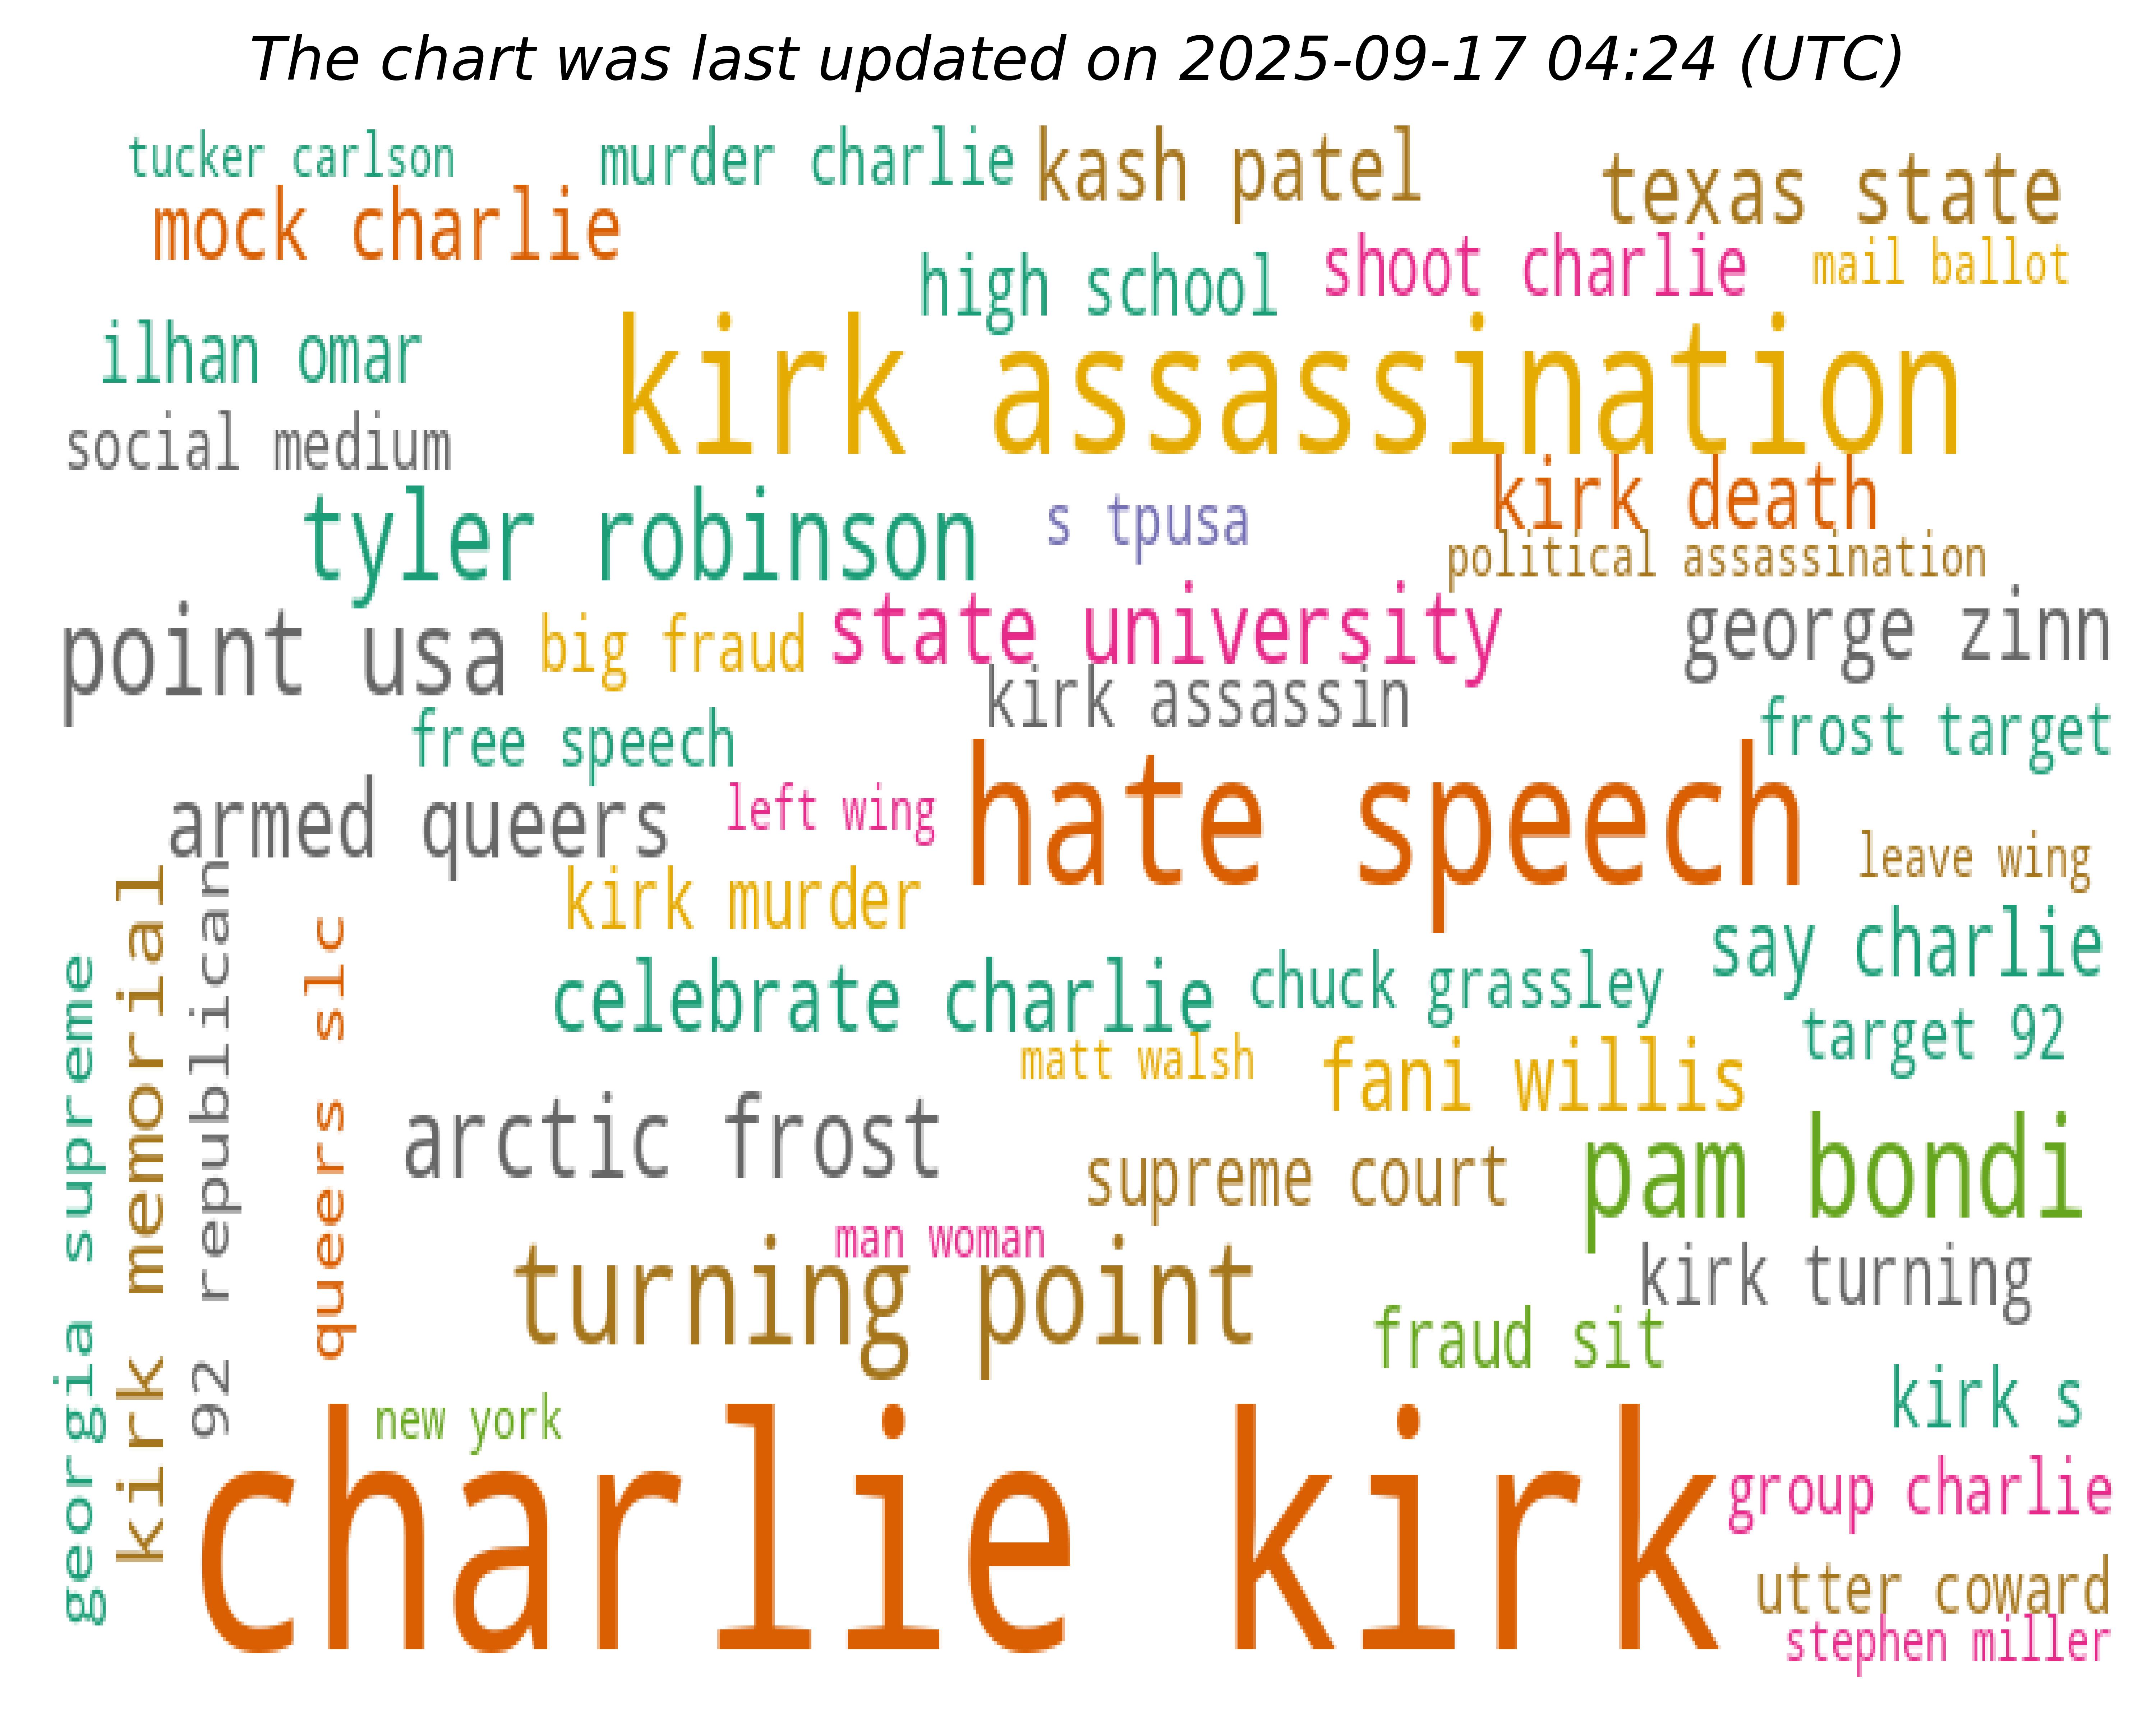 The chart was last updated on 2025-09-17 04:24 (UTC)
tucker carlson
murder charlie
kash patel
texas state
mock charlie
high school
shoot charlie
mail ballot
ilhan omar
kirk assassination
social medium
tyler robinson
s tpusa
kirk death
political assassination
point usa
big fraud
state university
george zinn
kirk assassin
free speech
frost target
armed queers
left wing
hate speech
leave wing
kirk murder
say charlie
celebrate charlie
chuck grassley
target 92
matt walsh
fani willis
georgia supreme
kirk memorial
92 republican
queers slc
arctic frost
supreme court
pam bondi
man woman
turning point
kirk turning
fraud sit
kirk s
new york
charlie kirk
group charlie
utter coward
stephen miller